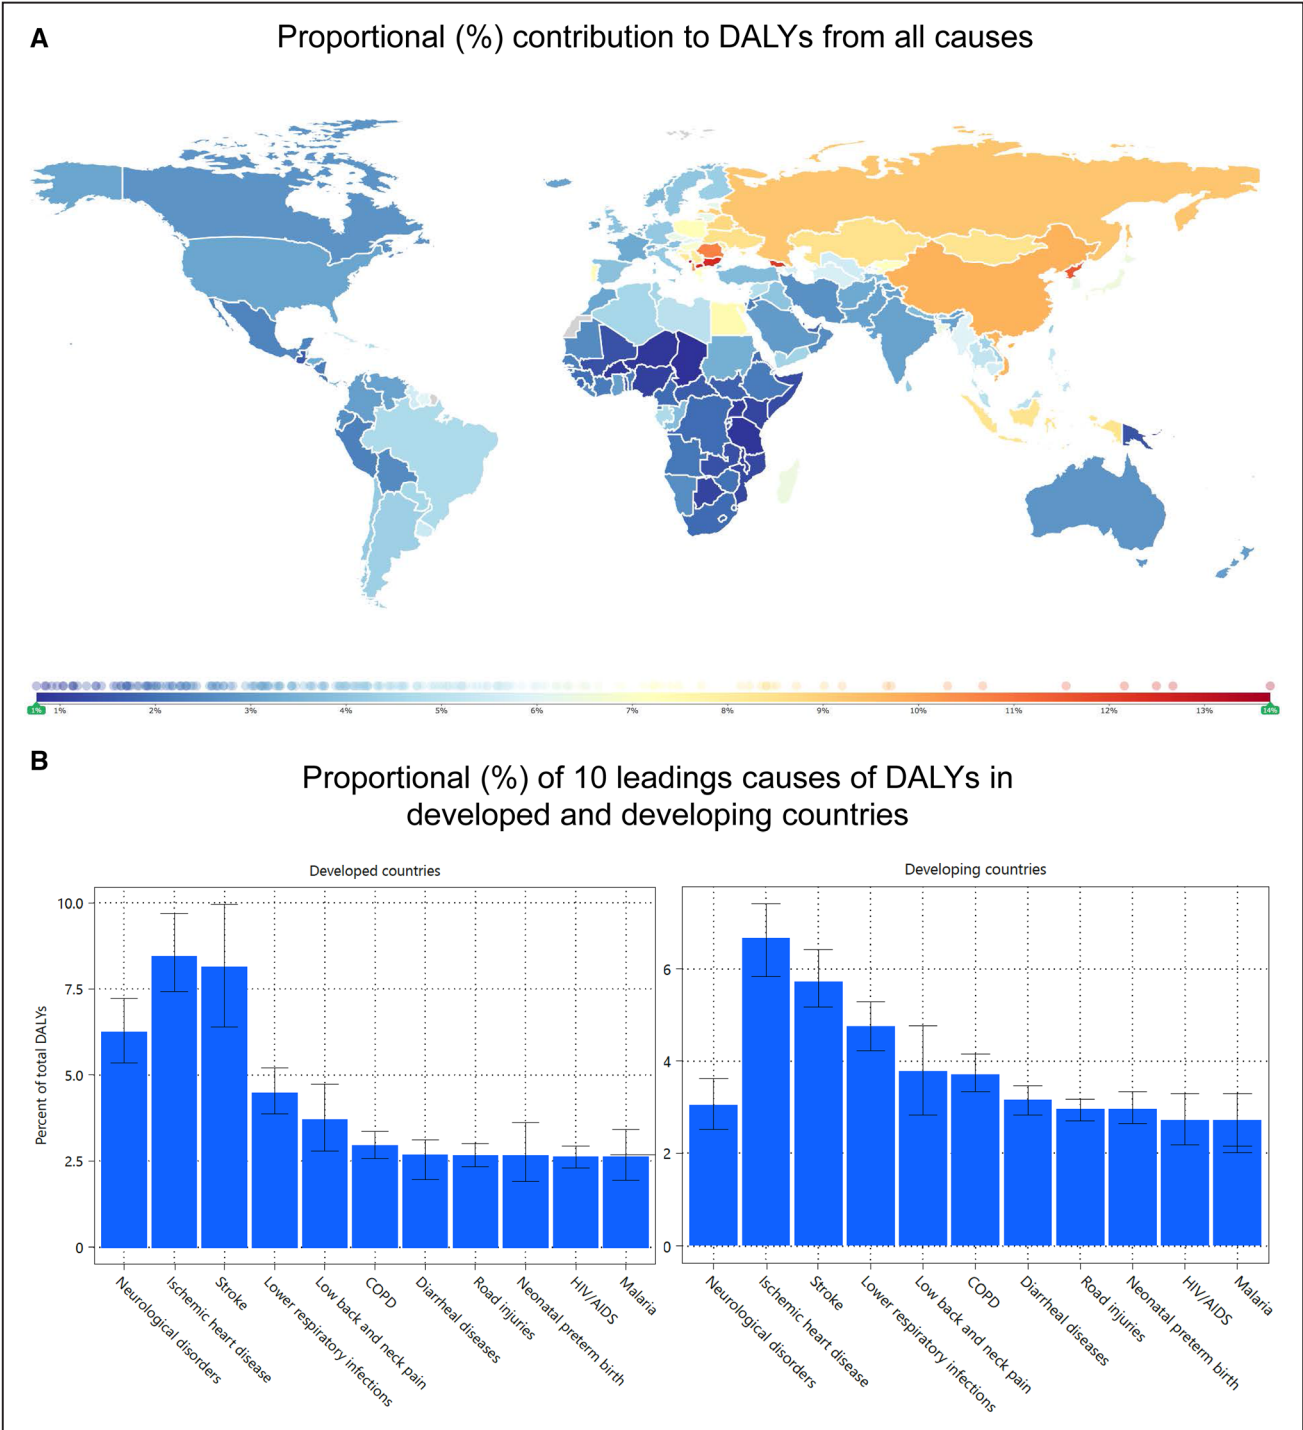 A
Proportional (%) contribution to DALYs from all causes
1% 1% 2% 3% 4% 5% 6% 7% 8% 9% 10% 11% 12% 13% 14%
B
Proportional (%) of 10 leadings causes of DALYs in
developed and developing countries
Developed countries
Percent of total DALYs
10.0
7.5
5.0
2.5
0
Neurological disorders
Ischemic heart disease
Stroke
Lower respiratory infections
Low back and neck pain
COPD
Diarrheal diseases
Road injuries
Neonatal preterm birth
HIV/AIDS
Malaria
Developing countries
6
4
2
0
Neurological disorders
Ischemic heart disease
Stroke
Lower respiratory infections
Low back and neck pain
COPD
Diarrheal diseases
Road injuries
Neonatal preterm birth
HIV/AIDS
Malaria